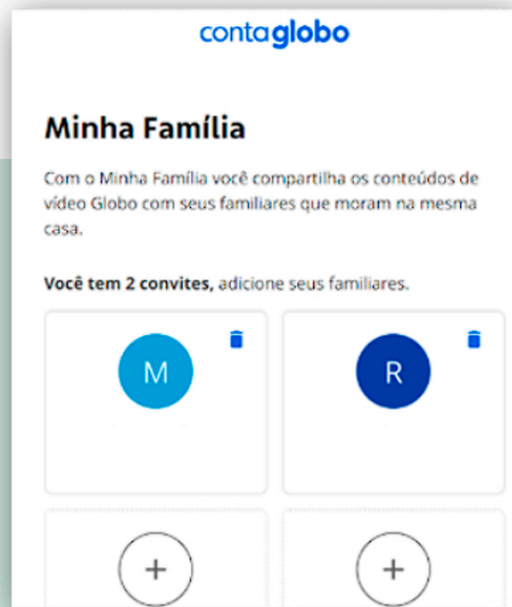 contaglobo
Minha Família
Com o Minha Família você compartilha os conteúdos de
vídeo Globo com seus familiares que moram na mesma
casa.
Você tem 2 convites, adicione seus familiares.
M
R
+
+